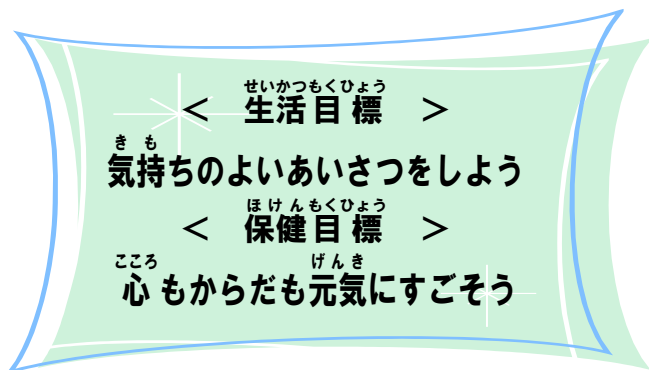 せいかつもくひょう
＜　生活目標　＞
きも
気持ちのよいあいさつをしよう
ほけんもくひょう
＜　保健目標　＞
こころ　げんき
心もからだも元気にすごそう